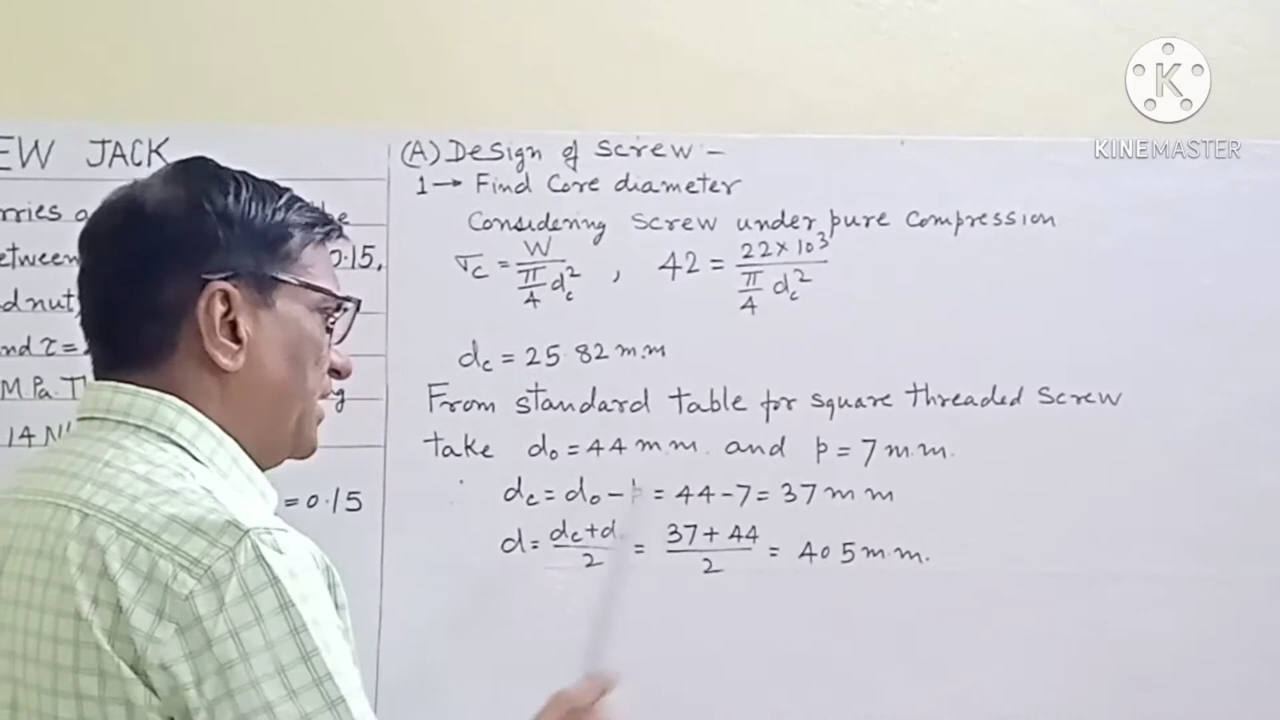 EW JACK
rries a he
etween 0.15,
d nut,
nd τ =
MPa. T g
14 N
= 0.15
(A) Design of screw -
1 → Find Core diameter
Considering screw under pure compression
σc = W / (π/4 dc²) , 42 = 22 × 10³ / (π/4 dc²)
dc = 25.82 m.m
From standard table for square threaded screw
take do = 44 m.m. and p = 7 m.m.
dc = do - p = 44 - 7 = 37 m m
d = (dc + d) / 2 = (37 + 44) / 2 = 40 5 m.m.
K
KINEMASTER